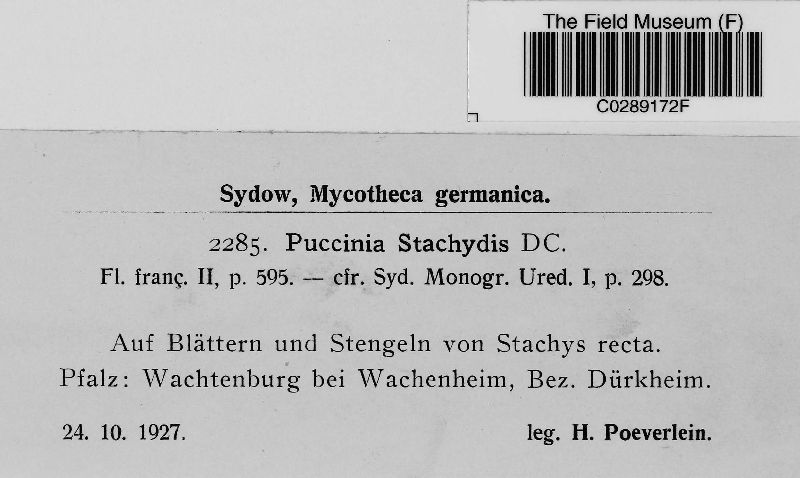 The Field Museum (F)
C0289172F
Sydow, Mycotheca germanica.
2285. Puccinia Stachydis DC.
Fl. franç. II, p. 595. — cfr. Syd. Monogr. Ured. I, p. 298.
Auf Blättern und Stengeln von Stachys recta.
Pfalz: Wachtenburg bei Wachenheim, Bez. Dürkheim.
24. 10. 1927. leg. H. Poeverlein.